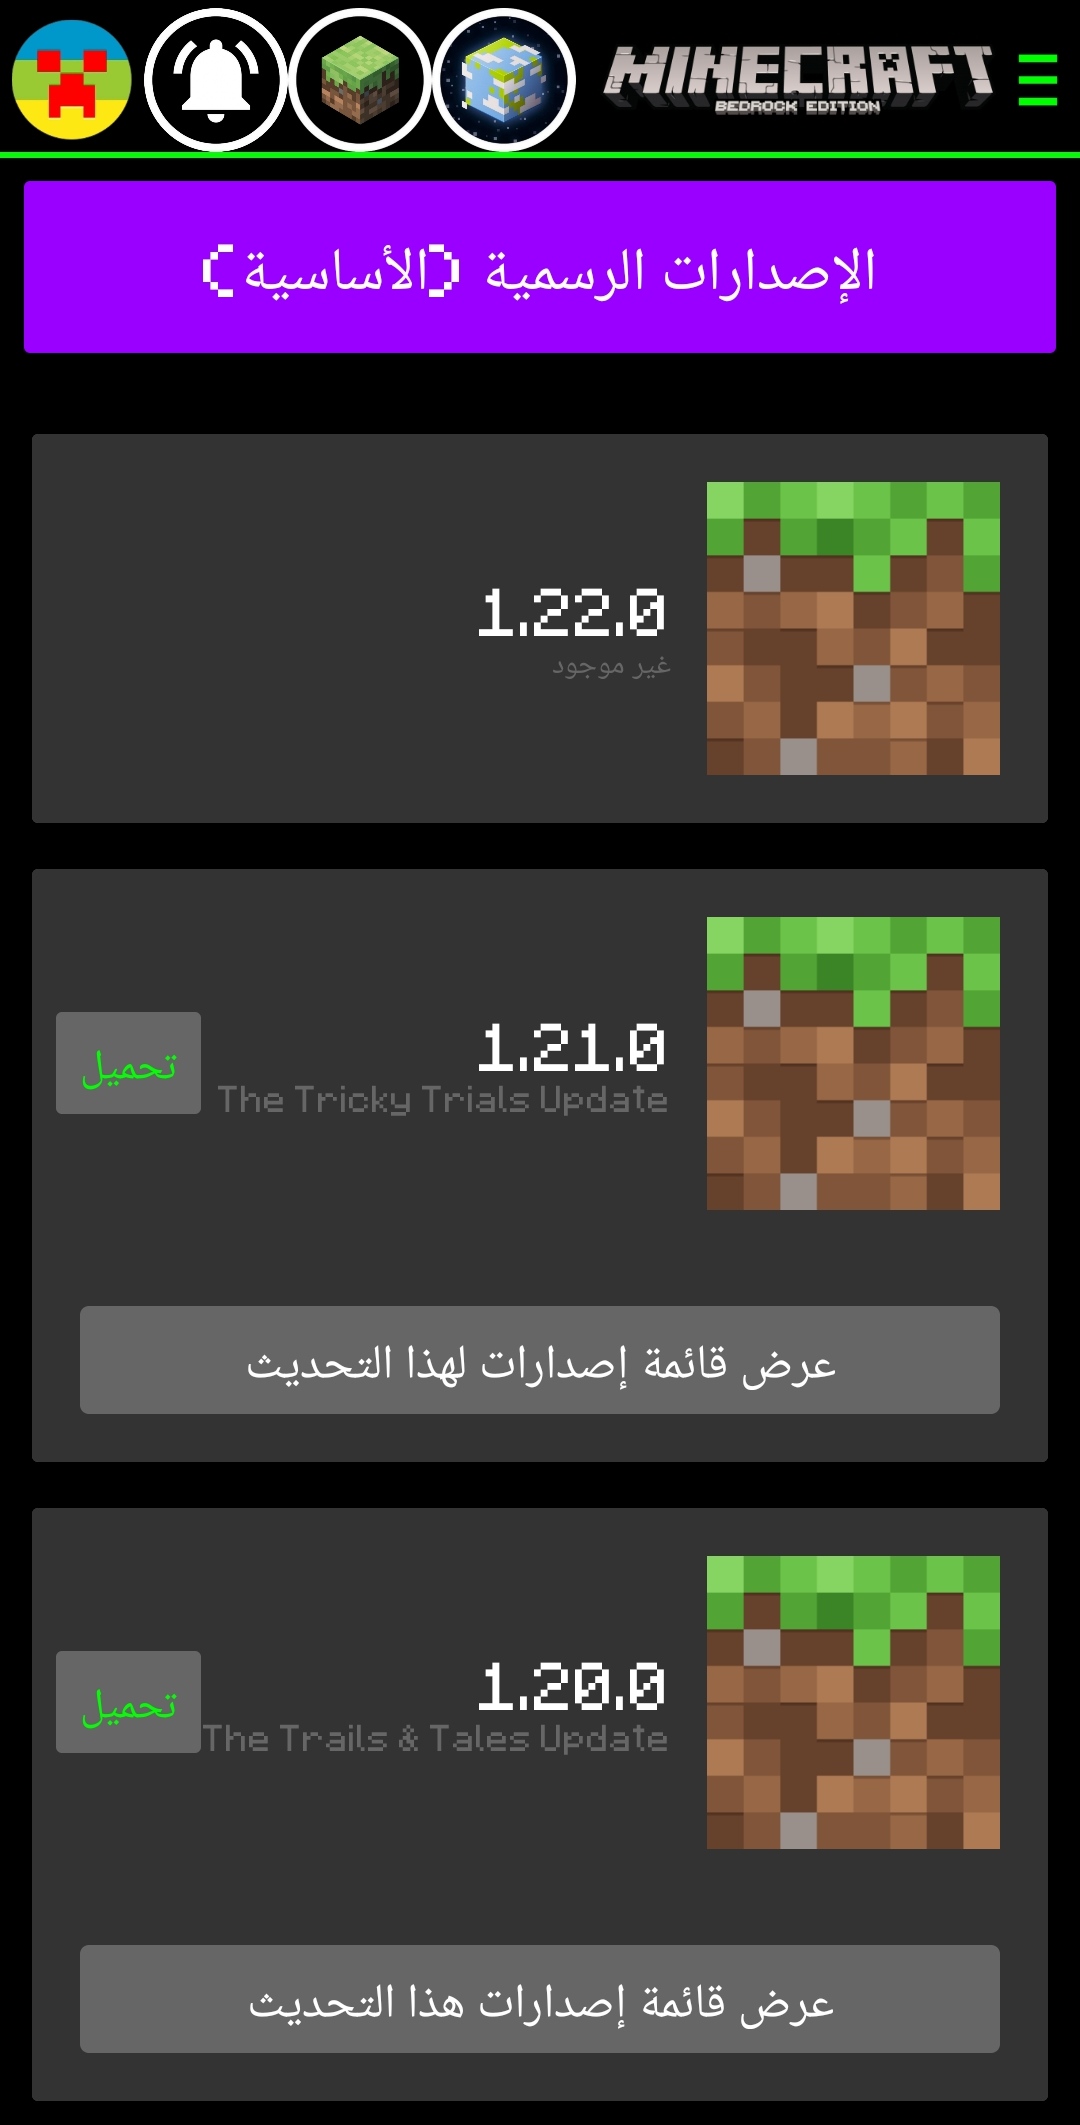 MINECRAFT
BEDROCK EDITION
الإصدارات الرسمية (الأساسية)
1.22.0
غير موجود
1.21.0
The Tricky Trials Update
تحميل
عرض قائمة إصدارات لهذا التحديث
1.20.0
The Trails & Tales Update
تحميل
عرض قائمة إصدارات هذا التحديث